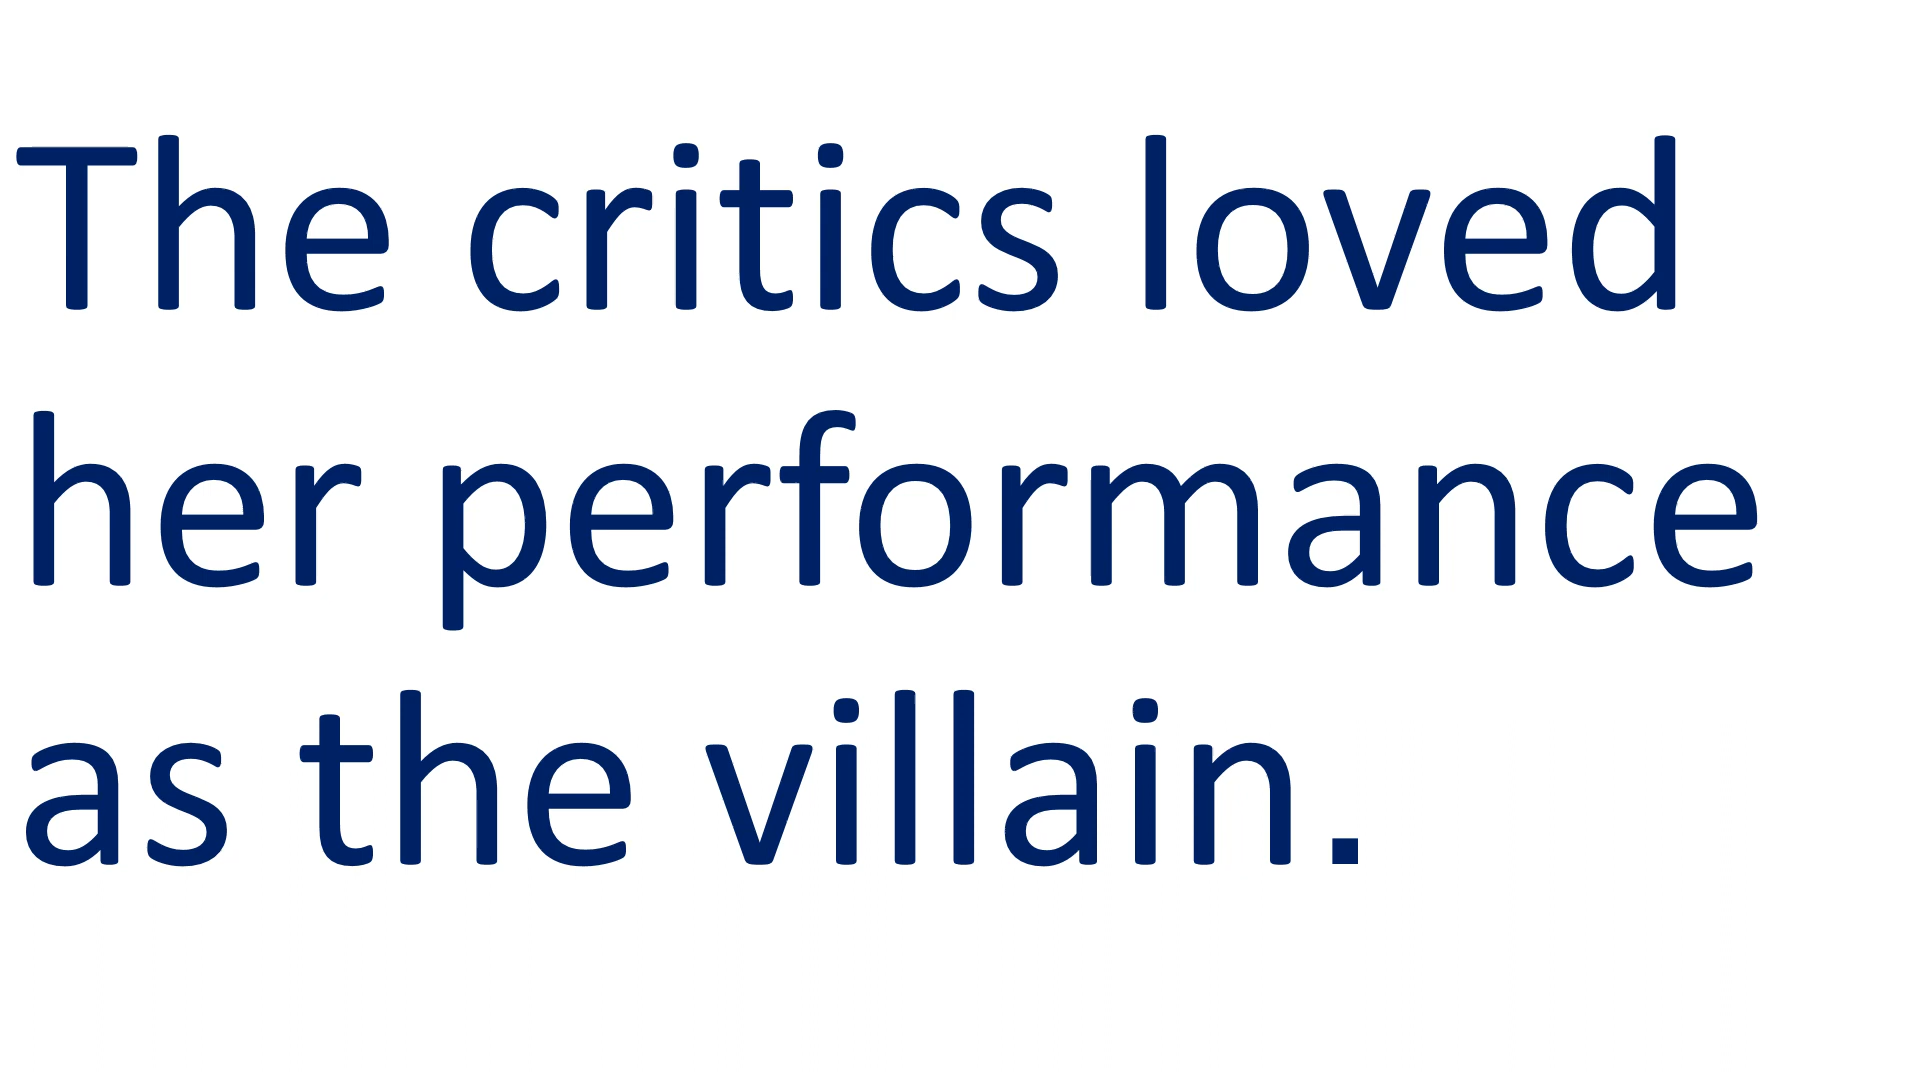 The critics loved
her performance
as the villain.